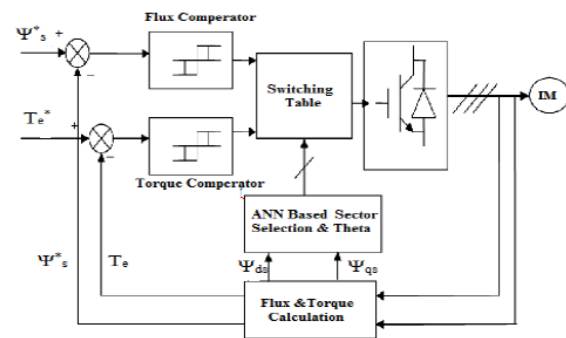 Flux Comperator
Ψ*s +
−
Switching
Table
IM
Te*
+
−
Torque Comperator
ANN Based Sector
Selection & Theta
Ψ*s
Te
Ψds
Ψqs
Flux &Torque
Calculation